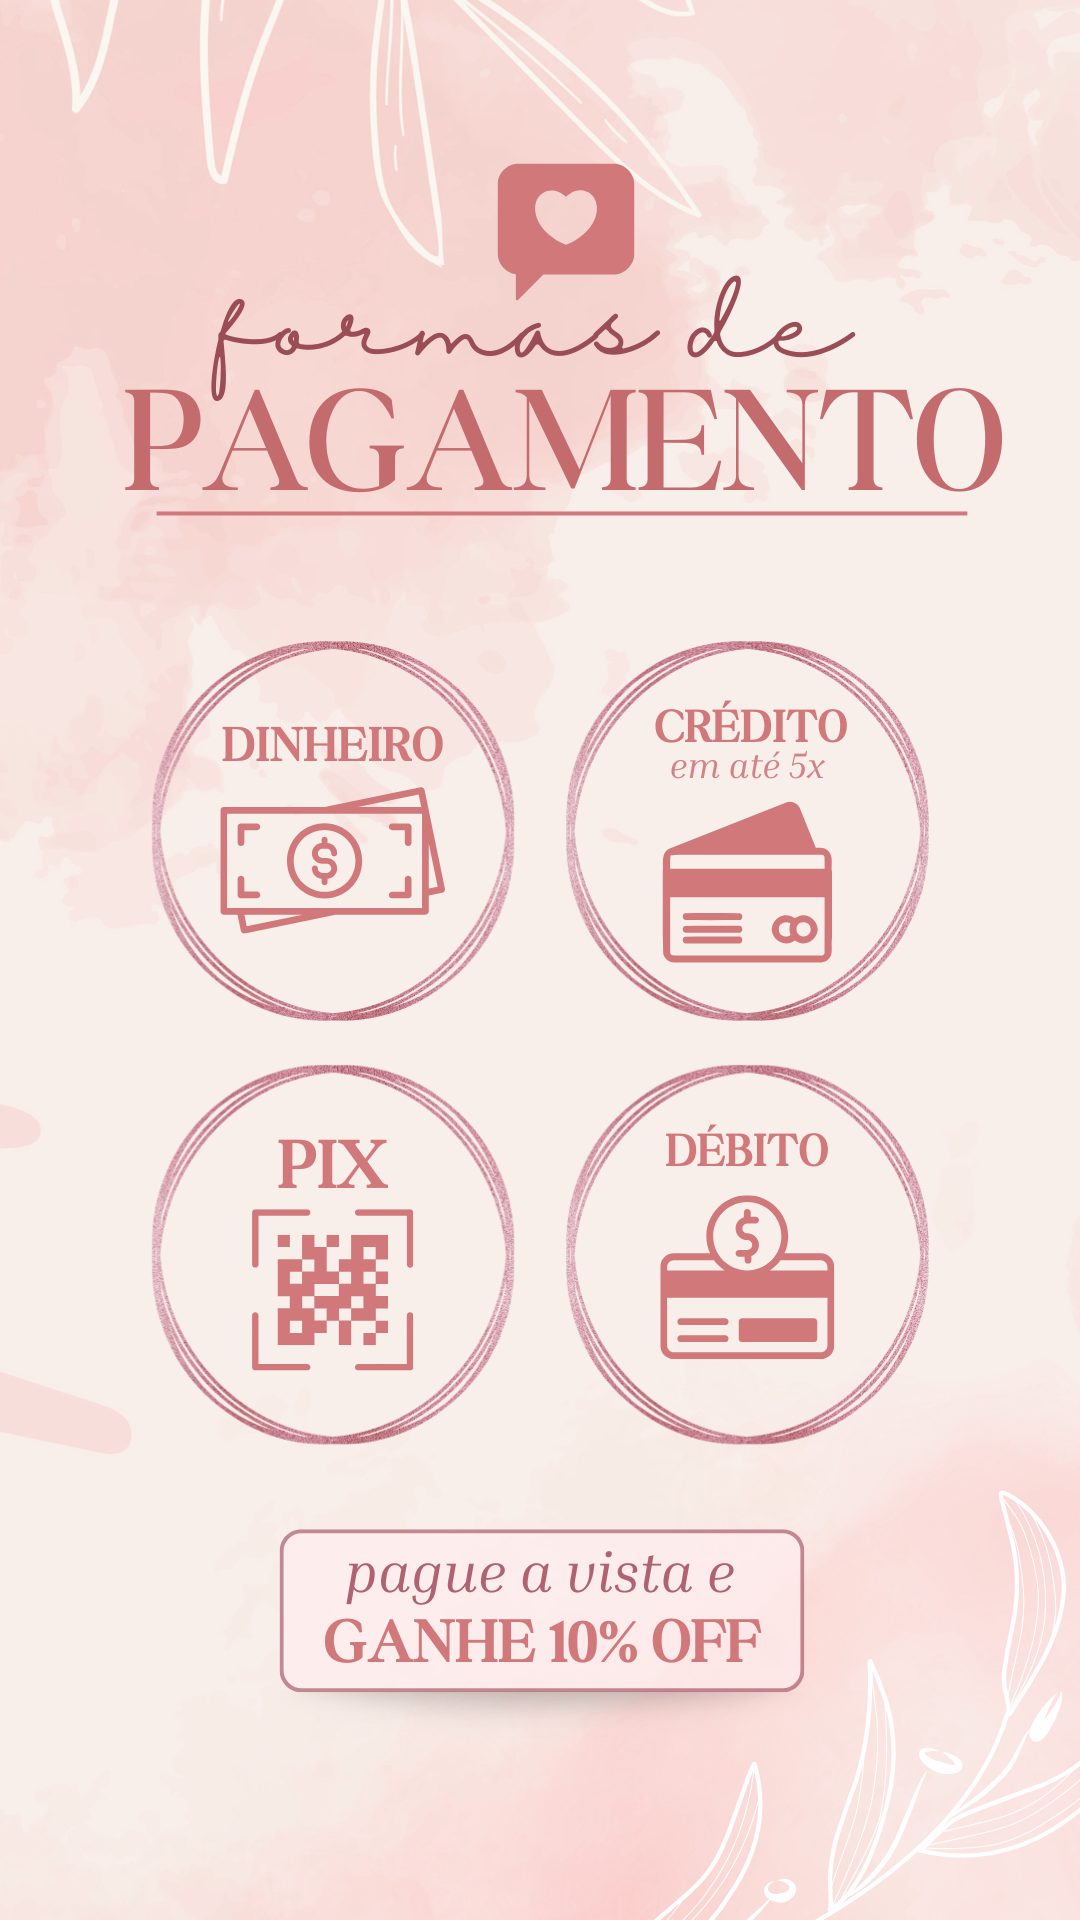 formas de
PAGAMENTO
DINHEIRO
CRÉDITO
em até 5x
PIX
DÉBITO
pague a vista e
GANHE 10% OFF